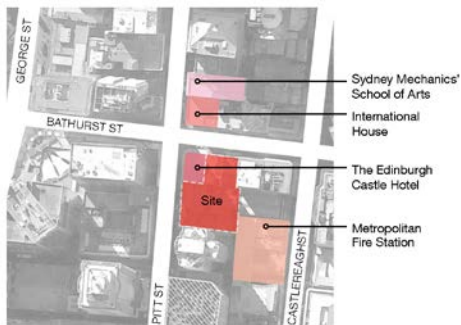 GEORGE ST
BATHURST ST
Sydney Mechanics'
School of Arts
International
House
The Edinburgh
Castle Hotel
Site
Metropolitan
Fire Station
PITT ST
CASTLEREAGH ST